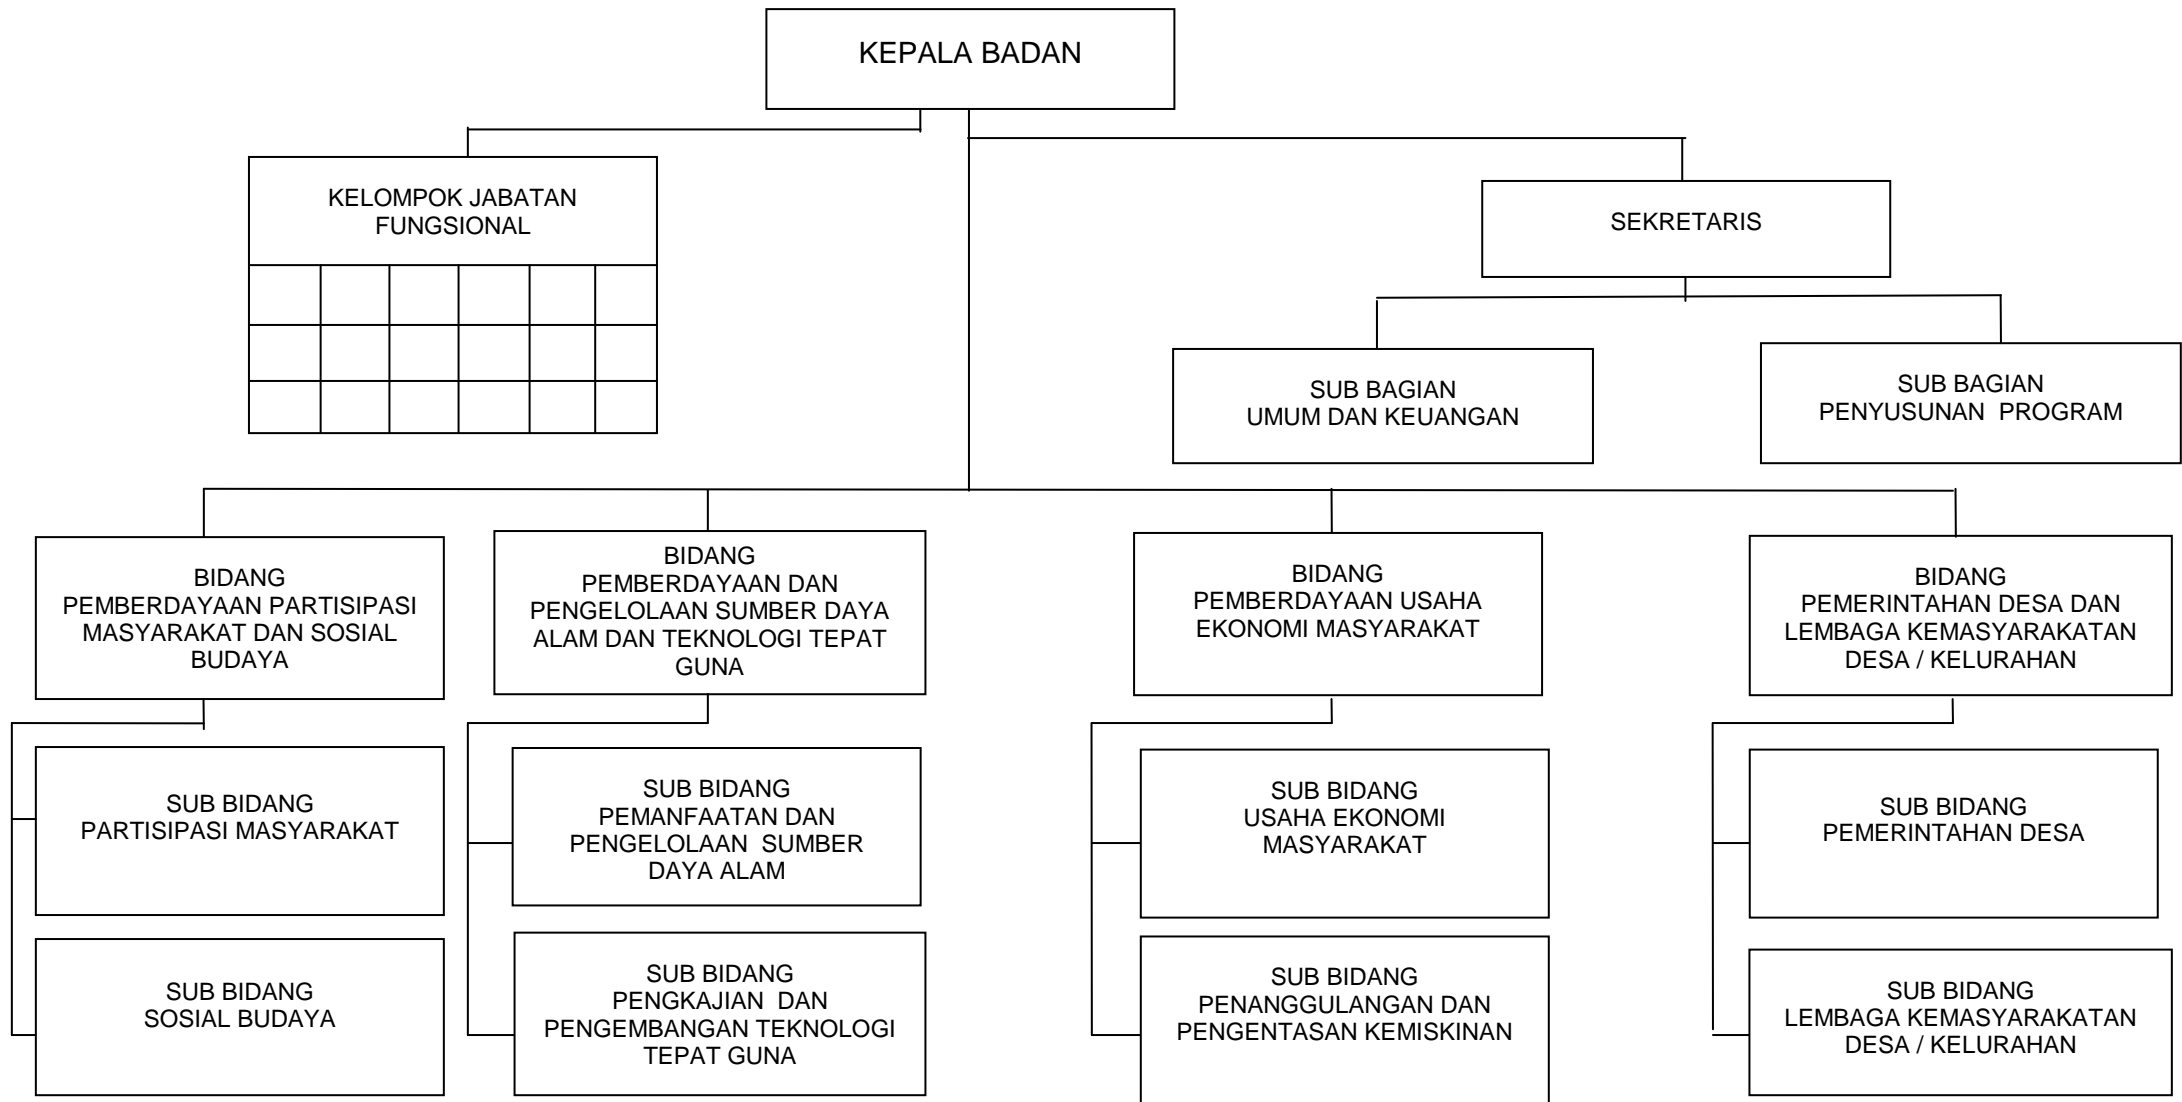 KEPALA BADAN
KELOMPOK JABATAN
FUNGSIONAL
SEKRETARIS
SUB BAGIAN
UMUM DAN KEUANGAN
SUB BAGIAN
PENYUSUNAN PROGRAM
BIDANG
PEMBERDAYAAN PARTISIPASI
MASYARAKAT DAN SOSIAL
BUDAYA
BIDANG
PEMBERDAYAAN DAN
PENGELOLAAN SUMBER DAYA
ALAM DAN TEKNOLOGI TEPAT
GUNA
BIDANG
PEMBERDAYAAN USAHA
EKONOMI MASYARAKAT
BIDANG
PEMERINTAHAN DESA DAN
LEMBAGA KEMASYARAKATAN
DESA / KELURAHAN
SUB BIDANG
PARTISIPASI MASYARAKAT
SUB BIDANG
PEMANFAATAN DAN
PENGELOLAAN SUMBER
DAYA ALAM
SUB BIDANG
USAHA EKONOMI
MASYARAKAT
SUB BIDANG
PEMERINTAHAN DESA
SUB BIDANG
SOSIAL BUDAYA
SUB BIDANG
PENGKAJIAN DAN
PENGEMBANGAN TEKNOLOGI
TEPAT GUNA
SUB BIDANG
PENANGGULANGAN DAN
PENGENTASAN KEMISKINAN
SUB BIDANG
LEMBAGA KEMASYARAKATAN
DESA / KELURAHAN